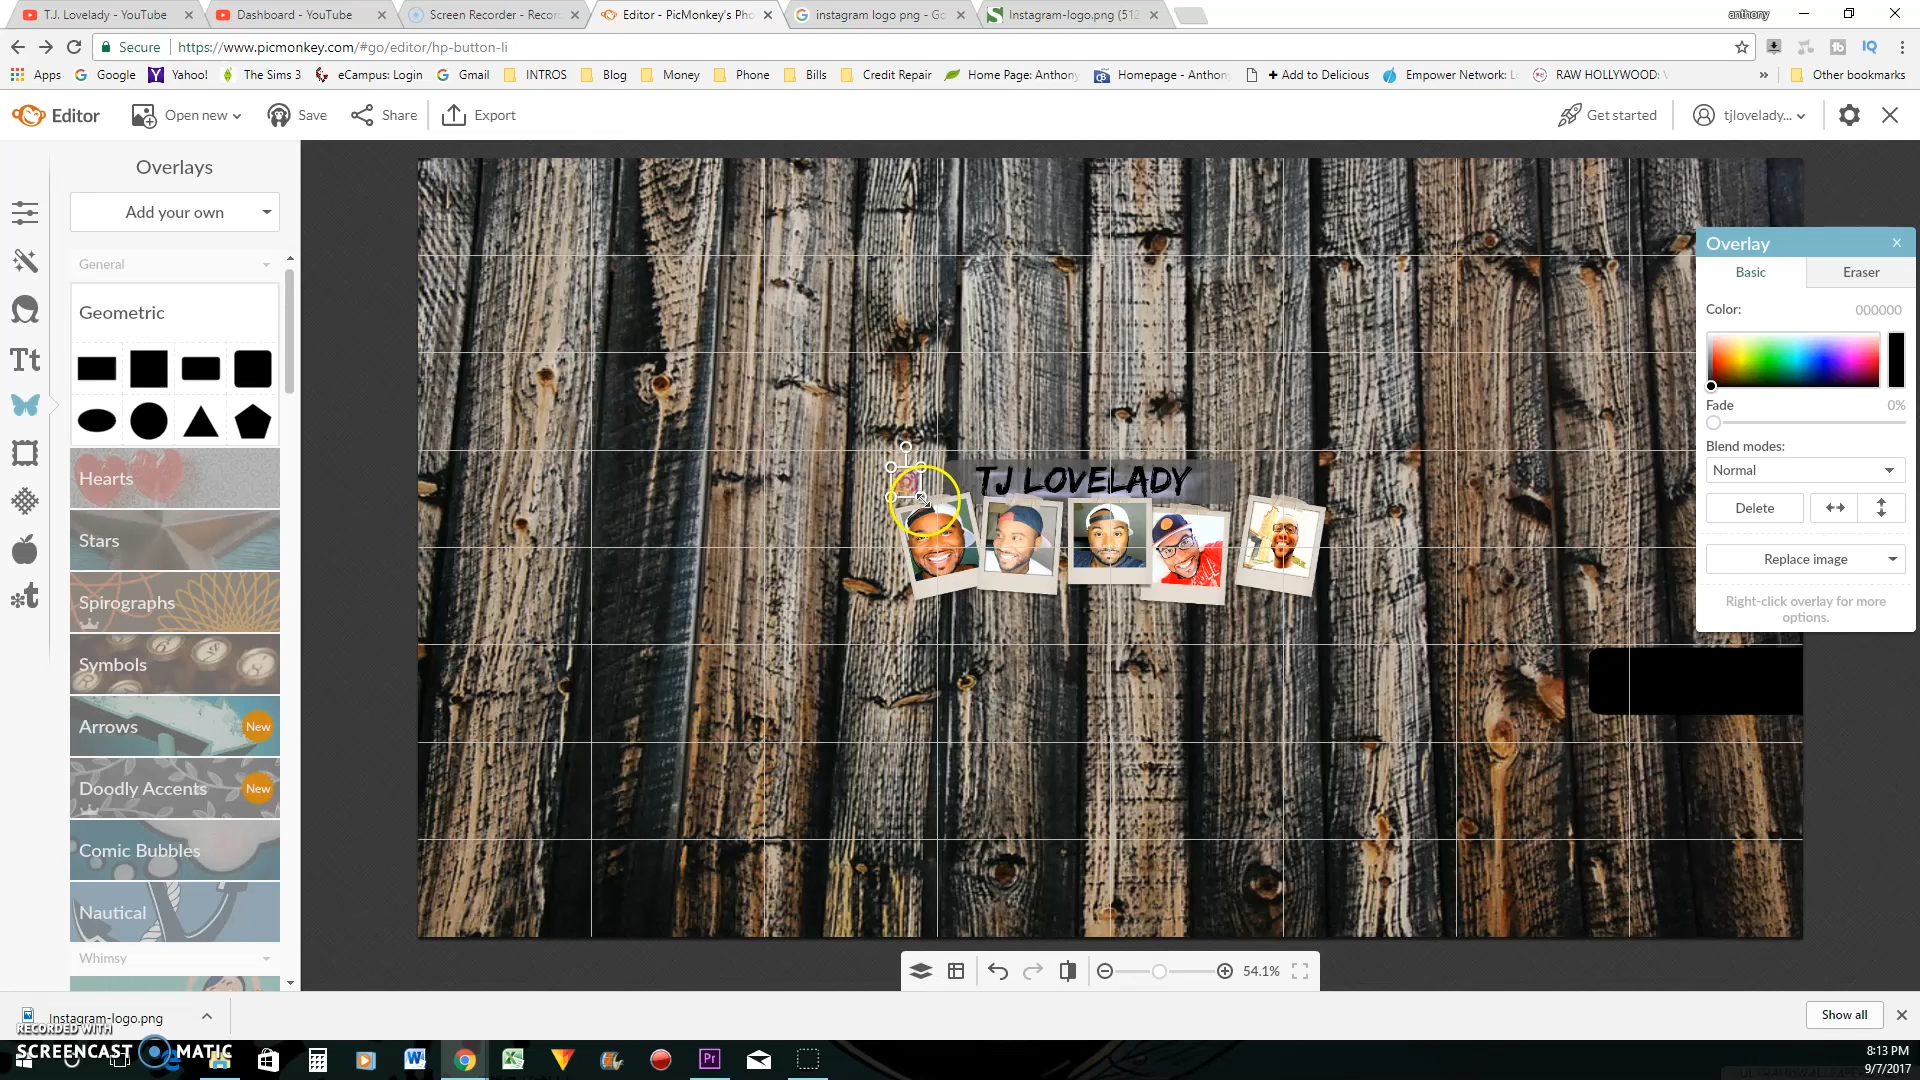 T.J. Lovelady - YouTube
Dashboard - YouTube
Screen Recorder - Record
Editor - PicMonkey's Pho
instagram logo png - Go
Instagram-logo.png (512
anthony
Secure https://www.picmonkey.com/#go/editor/hp-button-li
Apps Google Yahoo! The Sims 3 eCampus: Login Gmail INTROS Blog Money Phone Bills Credit Repair Home Page: Anthony Homepage - Anthony + Add to Delicious Empower Network: L RAW HOLLYWOOD: » Other bookmarks
Editor Open new Save Share Export Get started tjlovelady...
Overlays
Add your own
General
Geometric
Hearts
Stars
Spirographs
Symbols
Arrows New
Doodly Accents New
Comic Bubbles
Nautical
Whimsy
TJ LOVELADY
Overlay
Basic Eraser
Color: 000000
Fade 0%
Blend modes:
Normal
Delete
Replace image
Right-click overlay for more
options.
54.1%
Instagram-logo.png
Show all
RECORDED WITH
SCREENCAST MATIC
8:13 PM
9/7/2017